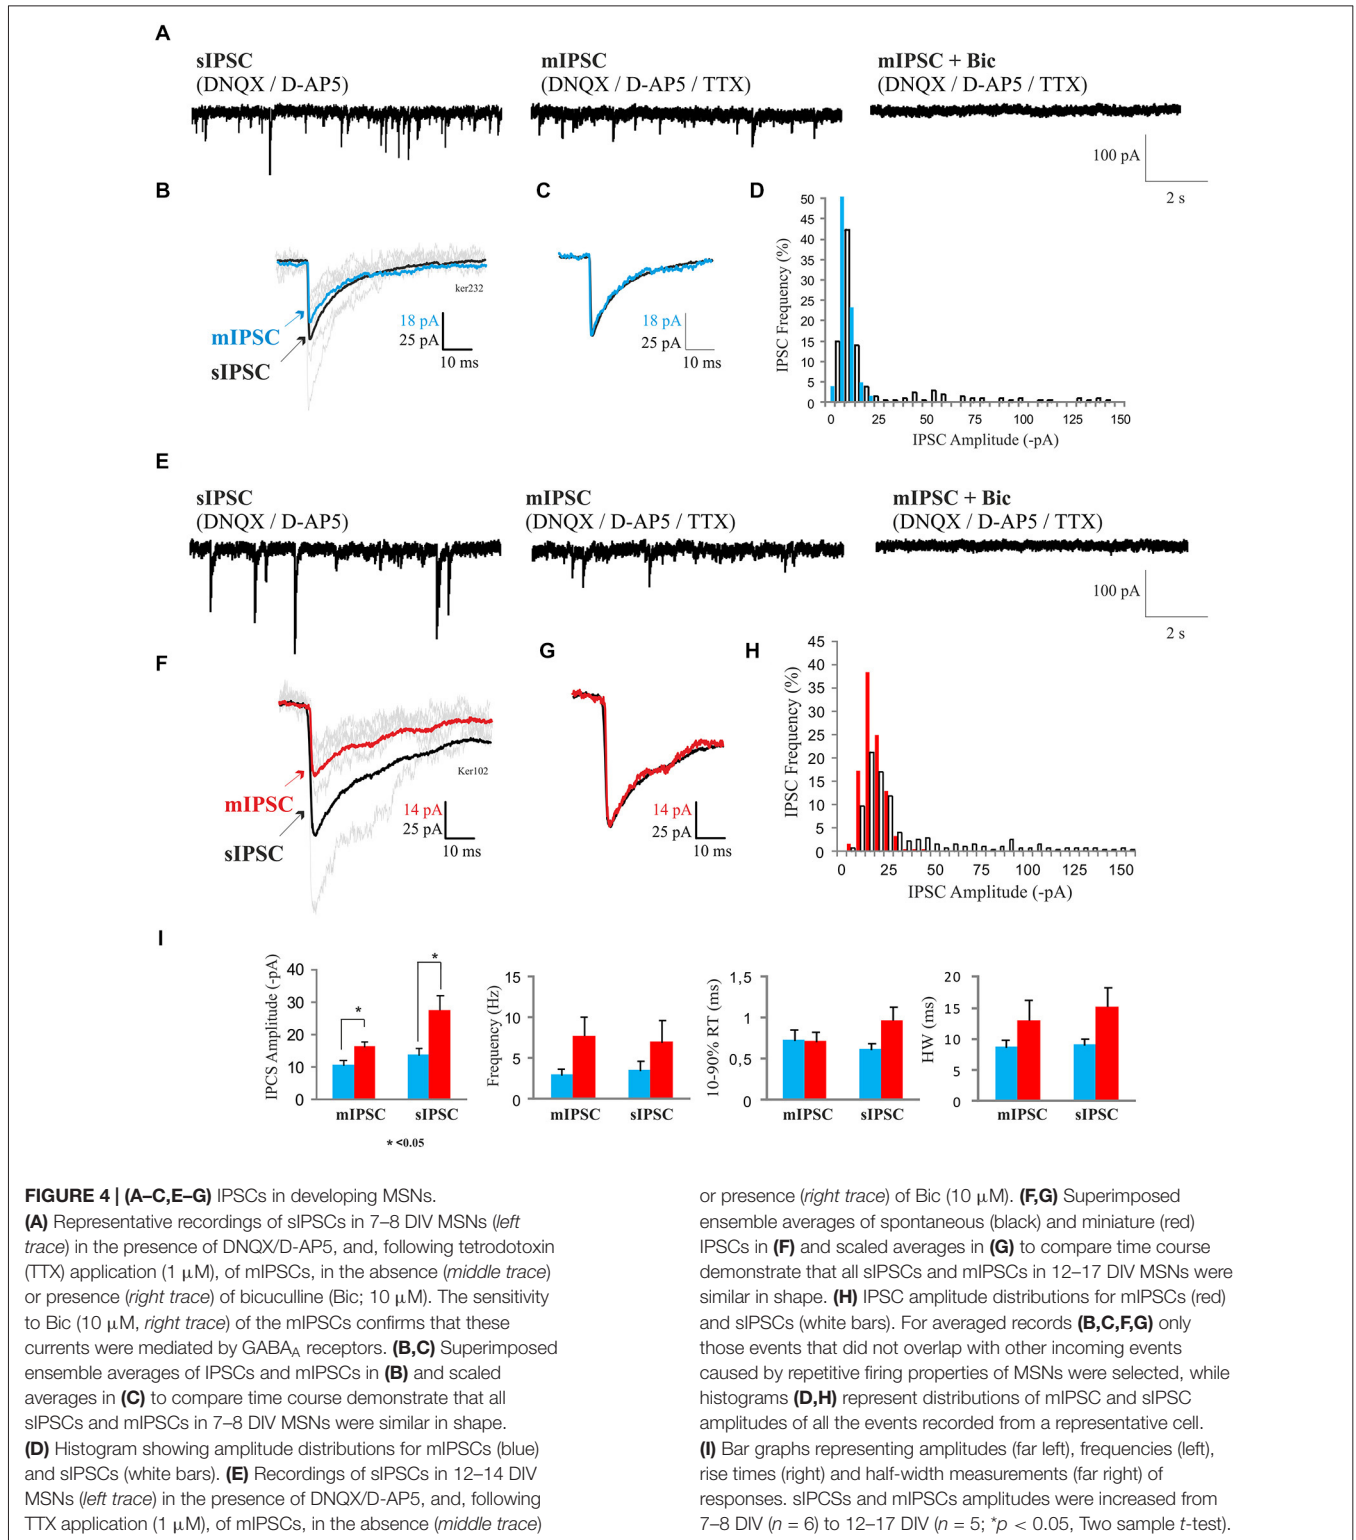 A
sIPSC
(DNQX / D-AP5)
mIPSC
(DNQX / D-AP5 / TTX)
mIPSC + Bic
(DNQX / D-AP5 / TTX)
100 pA
2 s
B
mIPSC
sIPSC
ker232
18 pA
25 pA
10 ms
C
18 pA
25 pA
10 ms
D
IPSC Frequency (%)
50
45
40
35
30
25
20
15
10
5
0
0 25 50 75 100 125 150
IPSC Amplitude (-pA)
E
sIPSC
(DNQX / D-AP5)
mIPSC
(DNQX / D-AP5 / TTX)
mIPSC + Bic
(DNQX / D-AP5 / TTX)
100 pA
2 s
F
mIPSC
sIPSC
Ker102
14 pA
25 pA
10 ms
G
14 pA
25 pA
10 ms
H
IPSC Frequency (%)
45
40
35
30
25
20
15
10
5
0
0 25 50 75 100 125 150
IPSC Amplitude (-pA)
I
IPCS Amplitude (-pA)
40
30
20
10
0
*
*
mIPSC sIPSC
* <0.05
Frequency (Hz)
15
10
5
0
mIPSC sIPSC
10-90% RT (ms)
1,5
1
0,5
0
mIPSC sIPSC
HW (ms)
20
15
10
5
0
mIPSC sIPSC
FIGURE 4 | (A–C,E–G) IPSCs in developing MSNs.
(A) Representative recordings of sIPSCs in 7–8 DIV MSNs (left
trace) in the presence of DNQX/D-AP5, and, following tetrodotoxin
(TTX) application (1 μM), of mIPSCs, in the absence (middle trace)
or presence (right trace) of bicuculline (Bic; 10 μM). The sensitivity
to Bic (10 μM, right trace) of the mIPSCs confirms that these
currents were mediated by GABAA receptors. (B,C) Superimposed
ensemble averages of IPSCs and mIPSCs in (B) and scaled
averages in (C) to compare time course demonstrate that all
sIPSCs and mIPSCs in 7–8 DIV MSNs were similar in shape.
(D) Histogram showing amplitude distributions for mIPSCs (blue)
and sIPSCs (white bars). (E) Recordings of sIPSCs in 12–14 DIV
MSNs (left trace) in the presence of DNQX/D-AP5, and, following
TTX application (1 μM), of mIPSCs, in the absence (middle trace)
or presence (right trace) of Bic (10 μM). (F,G) Superimposed
ensemble averages of spontaneous (black) and miniature (red)
IPSCs in (F) and scaled averages in (G) to compare time course
demonstrate that all sIPSCs and mIPSCs in 12–17 DIV MSNs were
similar in shape. (H) IPSC amplitude distributions for mIPSCs (red)
and sIPSCs (white bars). For averaged records (B,C,F,G) only
those events that did not overlap with other incoming events
caused by repetitive firing properties of MSNs were selected, while
histograms (D,H) represent distributions of mIPSC and sIPSC
amplitudes of all the events recorded from a representative cell.
(I) Bar graphs representing amplitudes (far left), frequencies (left),
rise times (right) and half-width measurements (far right) of
responses. sIPCSs and mIPSCs amplitudes were increased from
7–8 DIV (n = 6) to 12–17 DIV (n = 5; *p < 0.05, Two sample t-test).